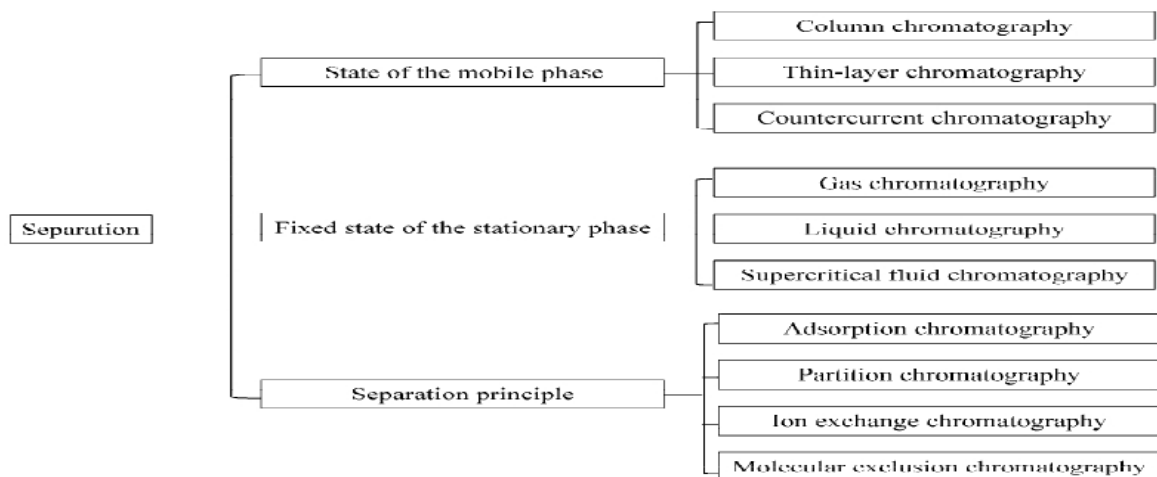 Separation
State of the mobile phase
Column chromatography
Thin-layer chromatography
Countercurrent chromatography
Fixed state of the stationary phase
Gas chromatography
Liquid chromatography
Supercritical fluid chromatography
Separation principle
Adsorption chromatography
Partition chromatography
Ion exchange chromatography
Molecular exclusion chromatography